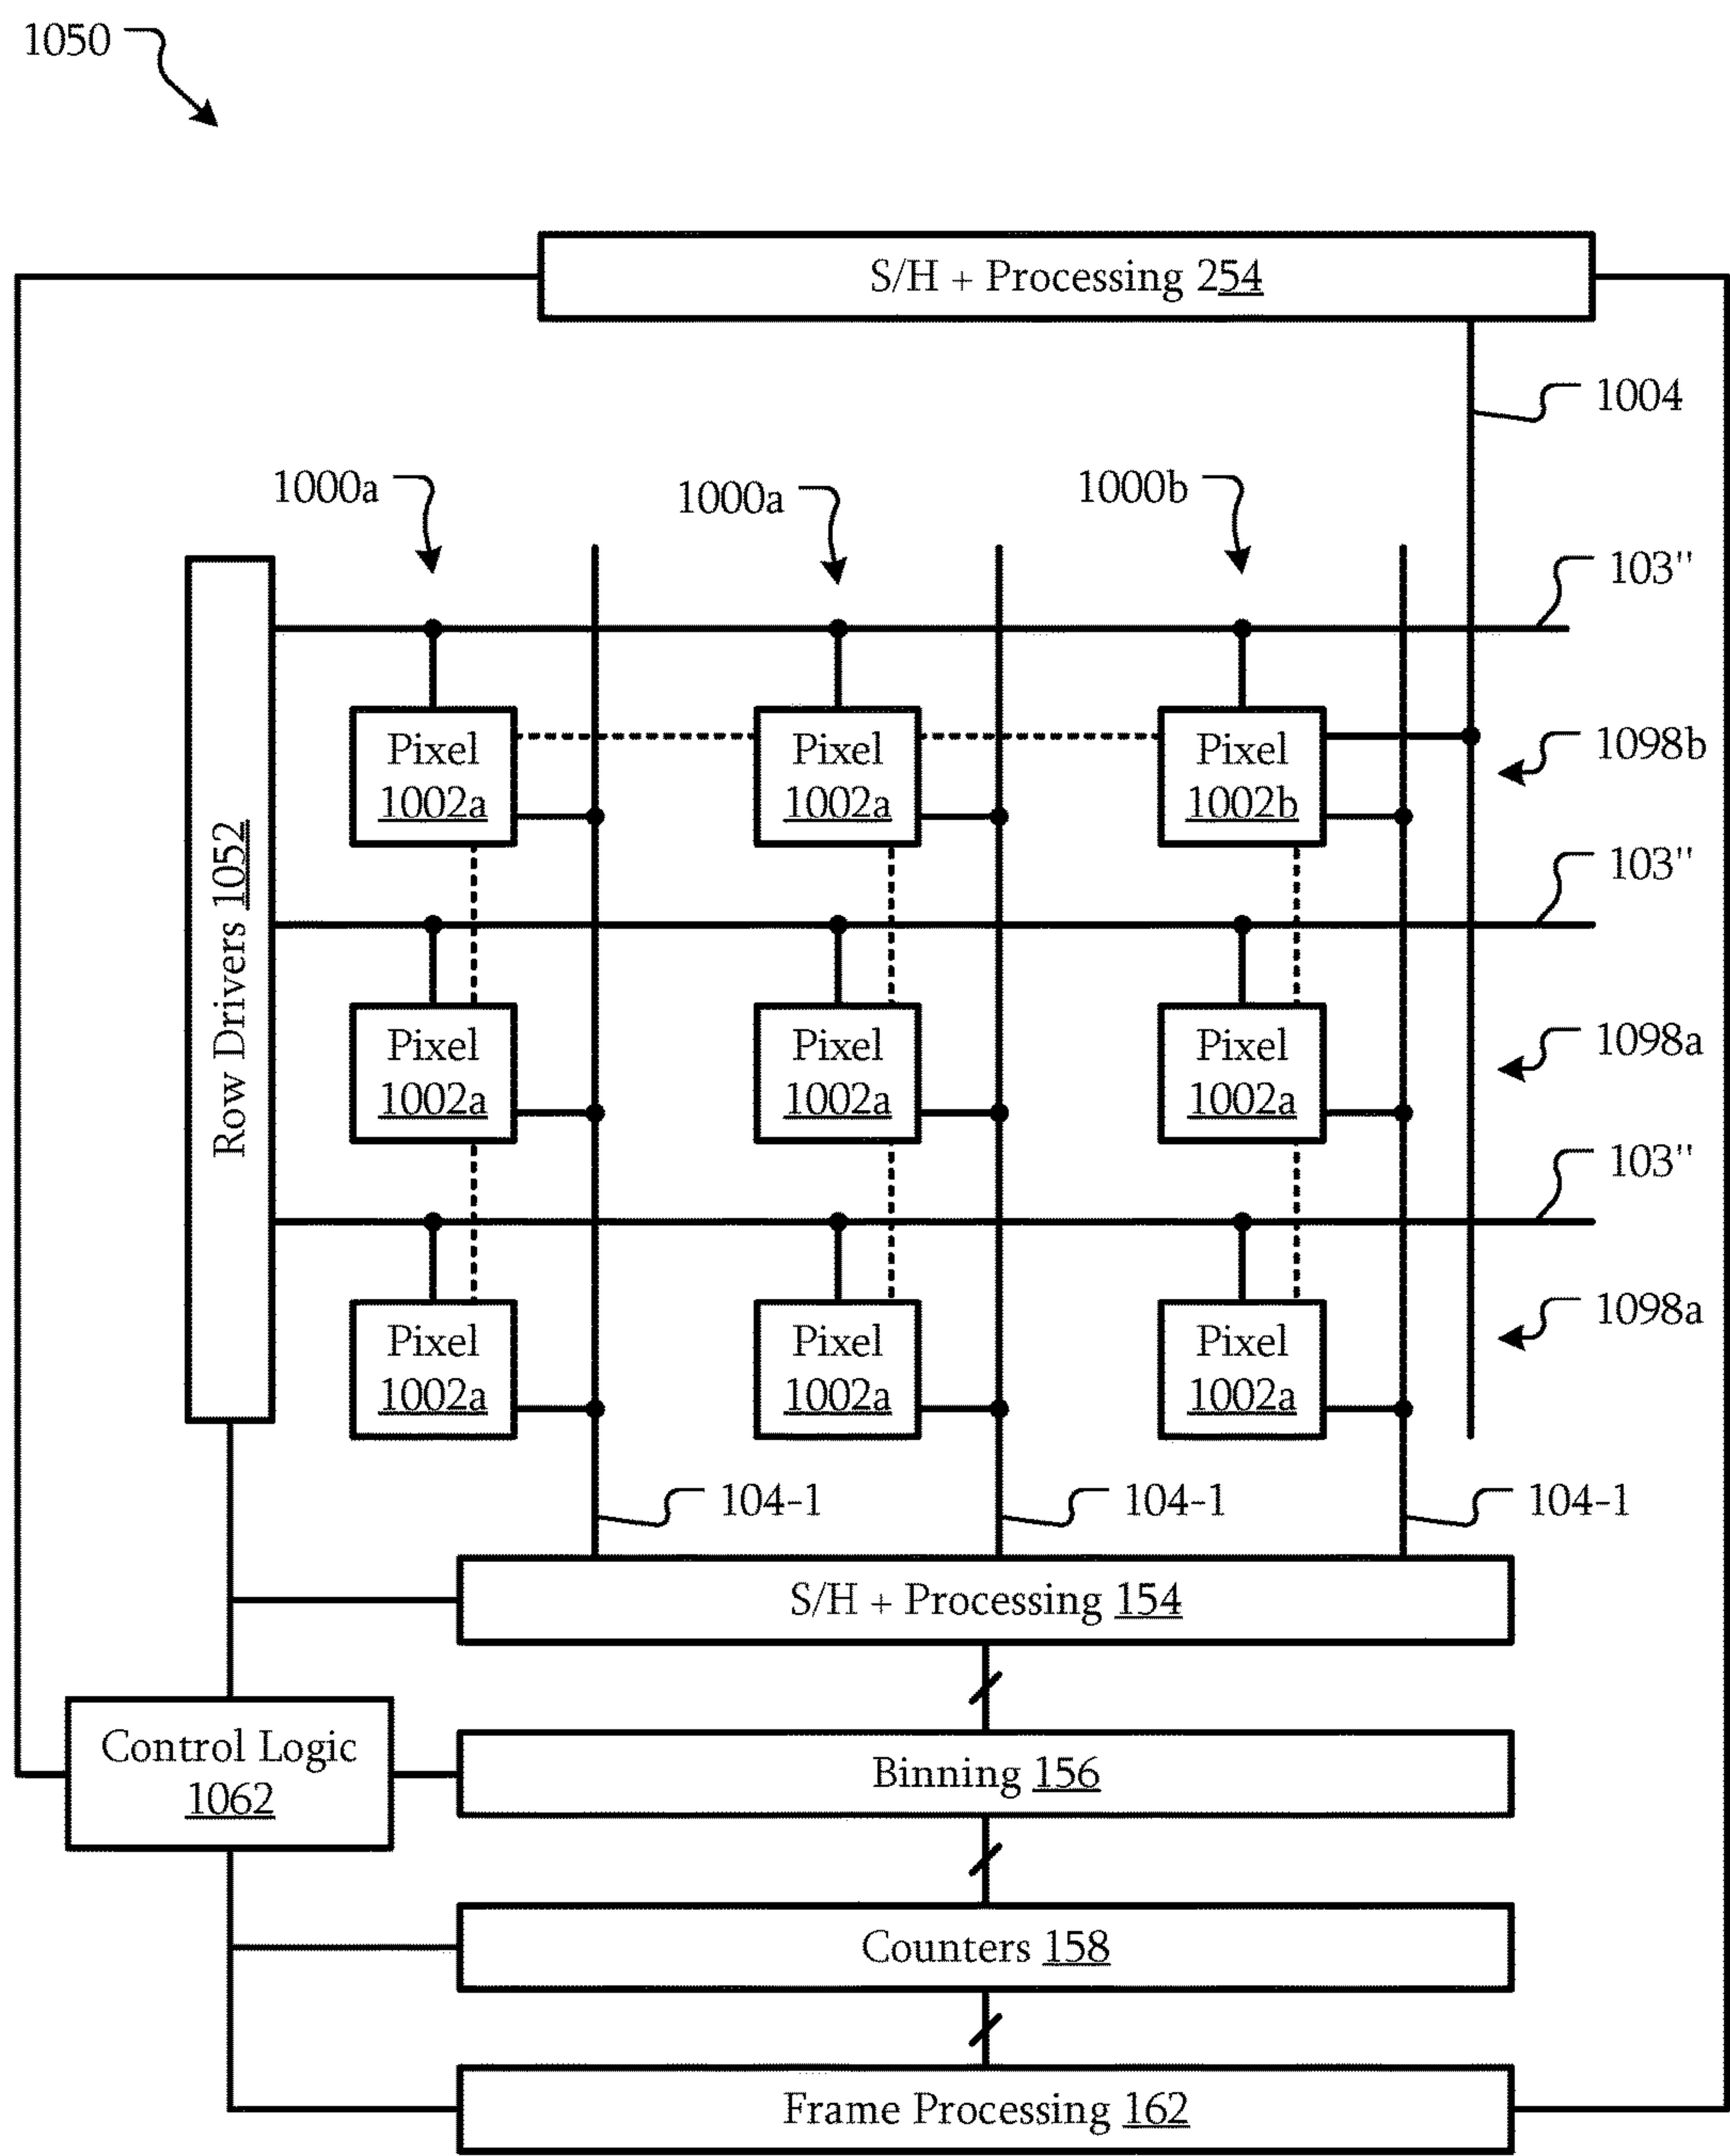 1050
S/H + Processing 254
1004
1000a
1000a
1000b
103"
Pixel
1002a
Pixel
1002a
Pixel
1002b
1098b
Row Drivers 1052
103"
Pixel
1002a
Pixel
1002a
Pixel
1002a
1098a
103"
Pixel
1002a
Pixel
1002a
Pixel
1002a
1098a
104-1
104-1
104-1
S/H + Processing 154
Control Logic
1062
Binning 156
Counters 158
Frame Processing 162